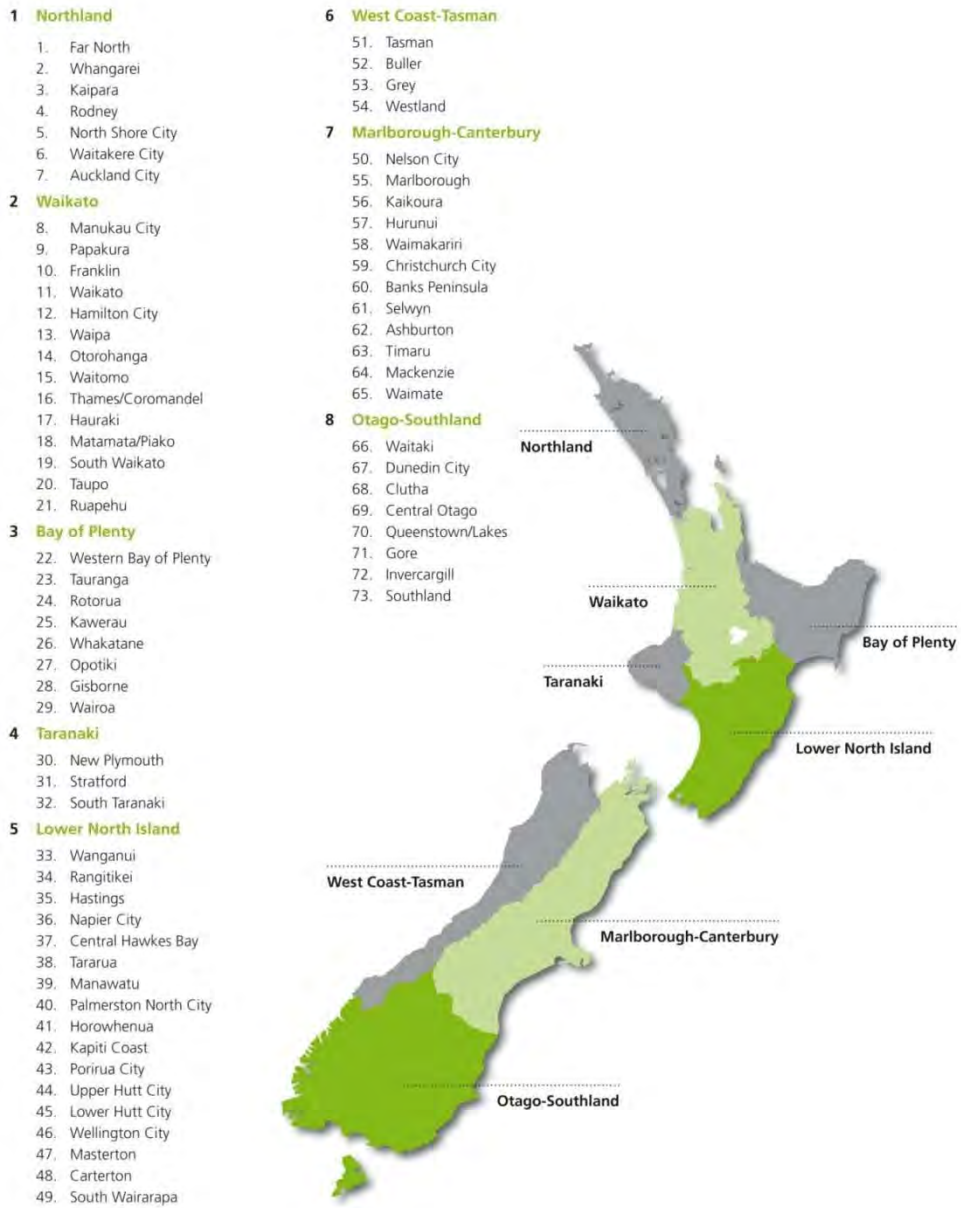 1 Northland
1. Far North
2. Whangarei
3. Kaipara
4. Rodney
5. North Shore City
6. Waitakere City
7. Auckland City
2 Waikato
8. Manukau City
9. Papakura
10. Franklin
11. Waikato
12. Hamilton City
13. Waipa
14. Otorohanga
15. Waitomo
16. Thames/Coromandel
17. Hauraki
18. Matamata/Piako
19. South Waikato
20. Taupo
21. Ruapehu
3 Bay of Plenty
22. Western Bay of Plenty
23. Tauranga
24. Rotorua
25. Kawerau
26. Whakatane
27. Opotiki
28. Gisborne
29. Wairoa
4 Taranaki
30. New Plymouth
31. Stratford
32. South Taranaki
5 Lower North Island
33. Wanganui
34. Rangitikei
35. Hastings
36. Napier City
37. Central Hawkes Bay
38. Tararua
39. Manawatu
40. Palmerston North City
41. Horowhenua
42. Kapiti Coast
43. Porirua City
44. Upper Hutt City
45. Lower Hutt City
46. Wellington City
47. Masterton
48. Carterton
49. South Wairarapa
6 West Coast-Tasman
51. Tasman
52. Buller
53. Grey
54. Westland
7 Marlborough-Canterbury
50. Nelson City
55. Marlborough
56. Kaikoura
57. Hurunui
58. Waimakariri
59. Christchurch City
60. Banks Peninsula
61. Selwyn
62. Ashburton
63. Timaru
64. Mackenzie
65. Waimate
8 Otago-Southland
66. Waitaki
67. Dunedin City
68. Clutha
69. Central Otago
70. Queenstown/Lakes
71. Gore
72. Invercargill
73. Southland
Northland
Waikato
Bay of Plenty
Taranaki
Lower North Island
West Coast-Tasman
Marlborough-Canterbury
Otago-Southland